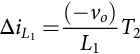 Δi_{L_1} = \frac{(-v_o)}{L_1} T_2